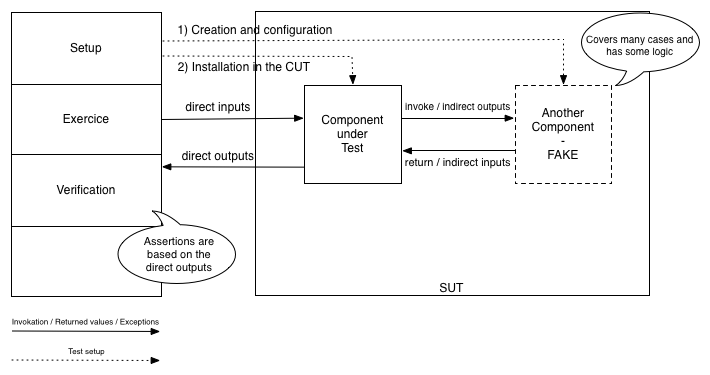 1) Creation and configuration
Covers many cases and
has some logic
Setup
2) Installation in the CUT
direct inputs
invoke / indirect outputs
Exercice
Component
under
Test
Another
Component
-
FAKE
direct outputs
return / indirect inputs
Verification
Assertions are
based on the
direct outputs
SUT
Invokation / Returned values / Exceptions
Test setup